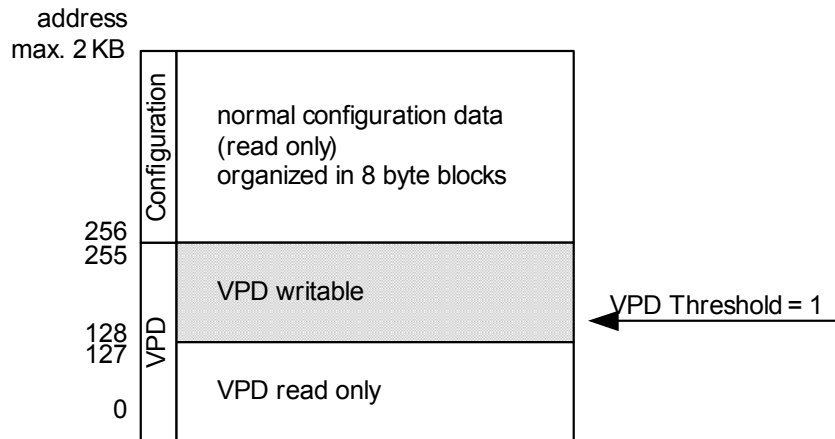 address
max. 2 KB
Configuration
normal configuration data
(read only)
organized in 8 byte blocks
256
255
VPD
VPD writable
VPD Threshold = 1
128
127
VPD read only
0